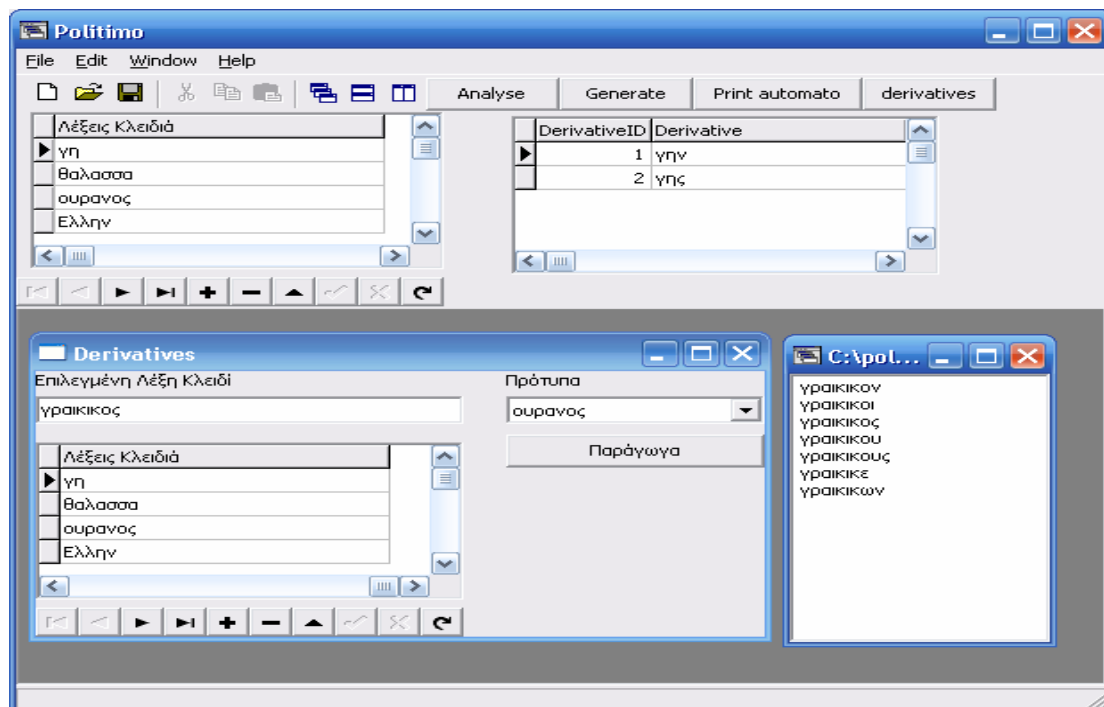 Politimo
File Edit Window Help
Analyse Generate Print automato derivatives
Λέξεις Κλειδιά
γη
θαλασσα
ουρανος
Ελλην
DerivativeID Derivative
1 γην
2 γης
Derivatives
Επιλεγμένη Λέξη Κλειδί
γραικικος
Πρότυπα
ουρανος
Παράγωγα
Λέξεις Κλειδιά
γη
θαλασσα
ουρανος
Ελλην
C:\pol...
γραικικον
γραικικοι
γραικικος
γραικικου
γραικικους
γραικικε
γραικικων